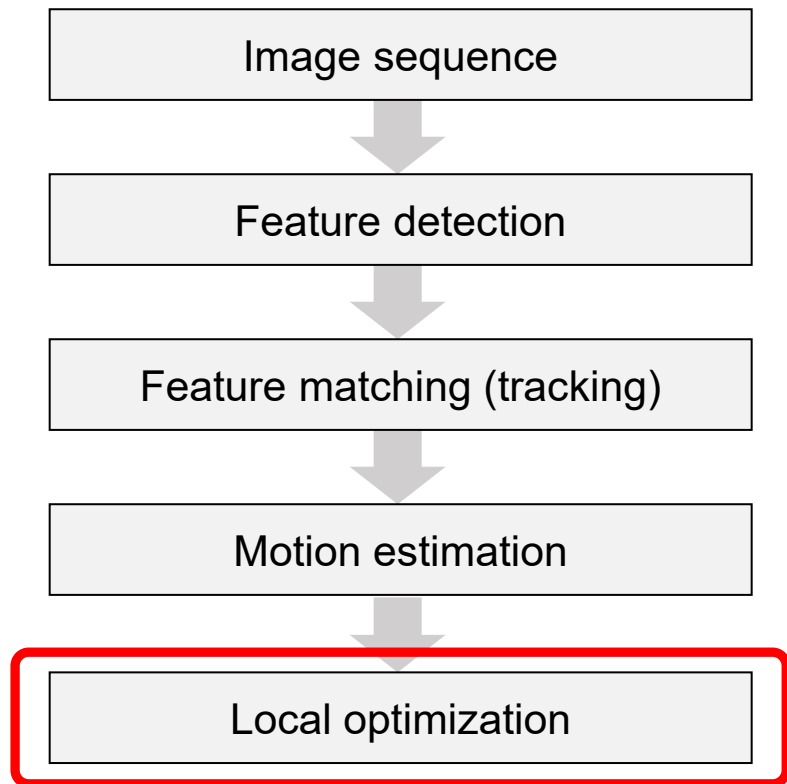 Image sequence
Feature detection
Feature matching (tracking)
Motion estimation
Local optimization